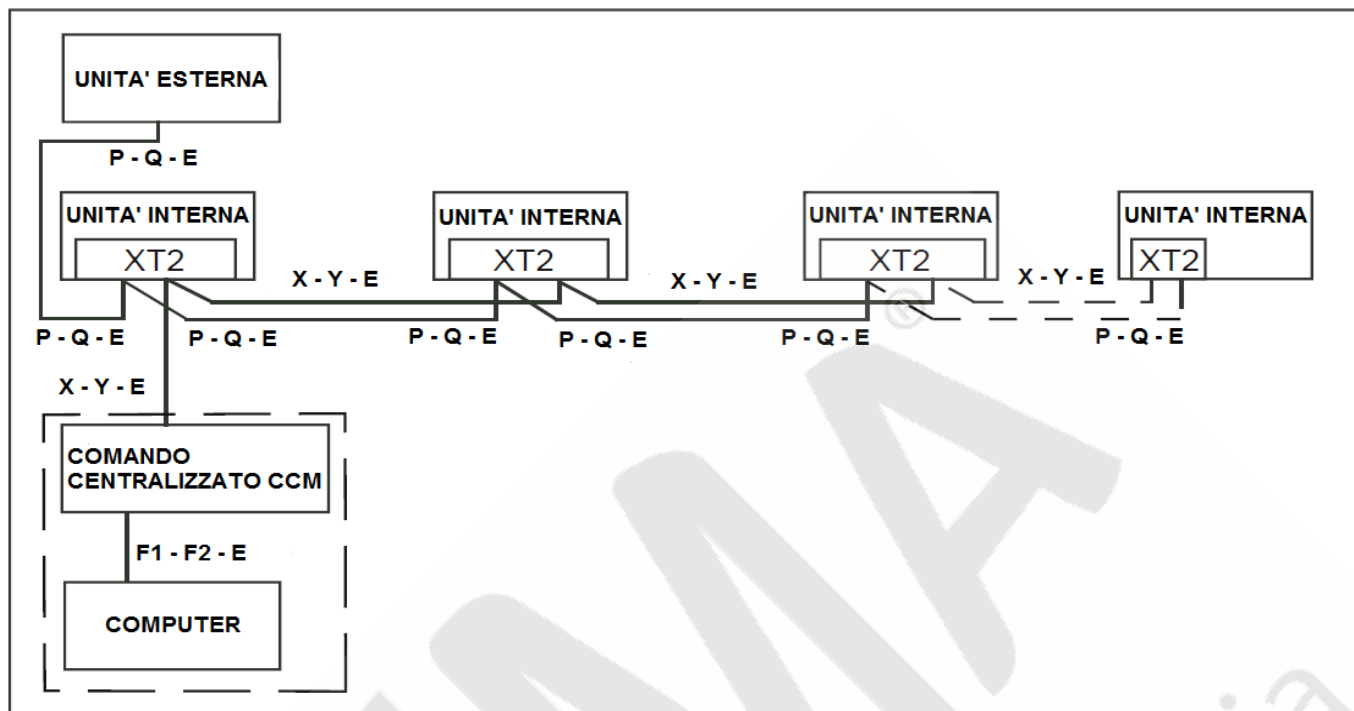 UNITA' ESTERNA
P - Q - E
UNITA' INTERNA
UNITA' INTERNA
UNITA' INTERNA
UNITA' INTERNA
XT2
XT2
XT2
XT2
X - Y - E
X - Y - E
X - Y - E
P - Q - E
P - Q - E
P - Q - E
P - Q - E
P - Q - E
P - Q - E
X - Y - E
COMANDO
CENTRALIZZATO CCM
F1 - F2 - E
COMPUTER